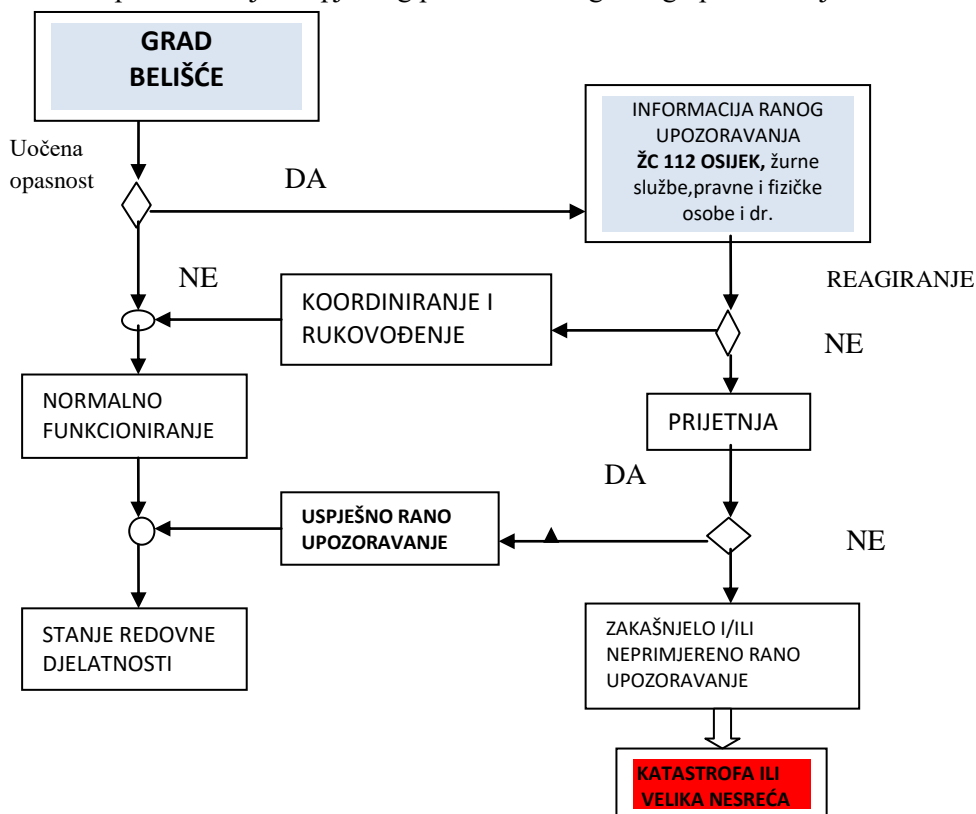 GRAD
BELIŠĆE
INFORMACIJA RANOG
UPOZORAVANJA
ŽC 112 OSIJEK, žurne
službe,pravne i fizičke
osobe i dr.
Uočena
opasnost
DA
NE
KOORDINIRANJE I
RUKOVOĐENJE
REAGIRANJE
NE
NORMALNO
FUNKCIONIRANJE
PRIJETNJA
DA
USPJEŠNO RANO
UPOZORAVANJE
NE
STANJE REDOVNE
DJELATNOSTI
ZAKAŠNJELO I/ILI
NEPRIMJERENO RANO
UPOZORAVANJE
KATASTROFA ILI
VELIKA NESREĆA